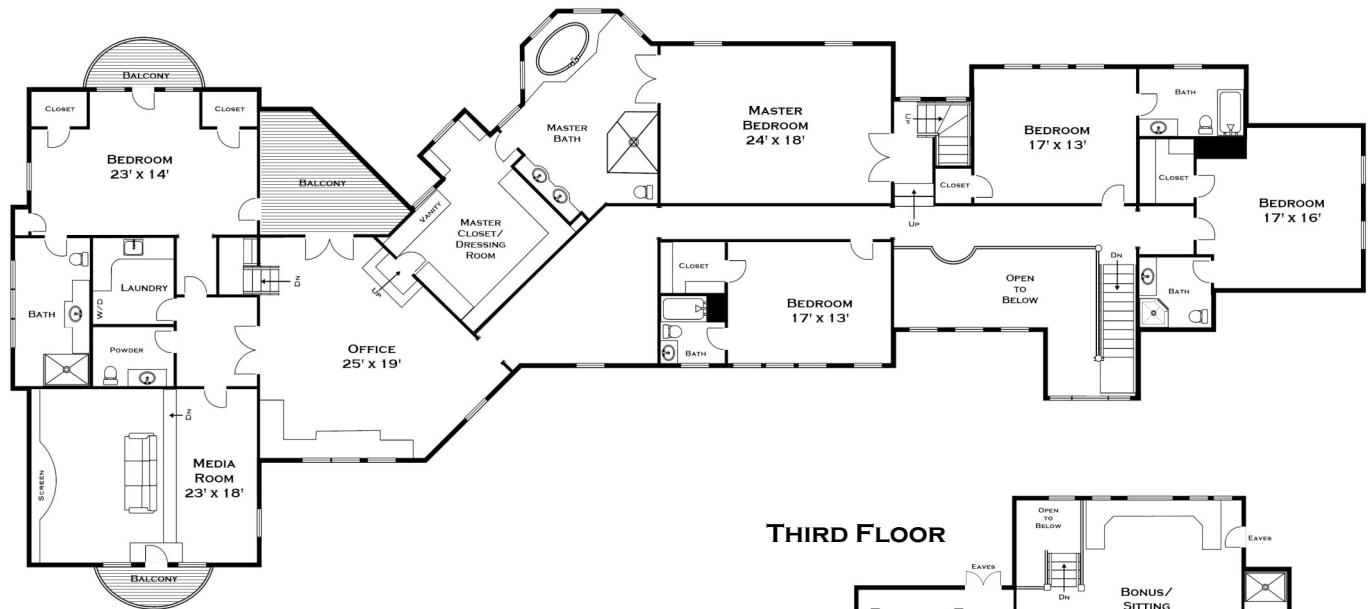 BALCONY
CLOSET
CLOSET
BEDROOM
23' x 14'
BALCONY
BATH
LAUNDRY
W/D
POWDER
DN
UP
OFFICE
25' x 19'
DN
SCREEN
MEDIA
ROOM
23' x 18'
BALCONY
VANITY
MASTER
CLOSET/
DRESSING
ROOM
MASTER
BATH
MASTER
BEDROOM
24' x 18'
UP
CLOSET
UP
BEDROOM
17' x 13'
BATH
CLOSET
BEDROOM
17' x 16'
BATH
DN
OPEN
TO
BELOW
CLOSET
BEDROOM
17' x 13'
BATH
THIRD FLOOR
OPEN
TO
BELOW
EAVES
EAVES
DN
BONUS/
SITTING